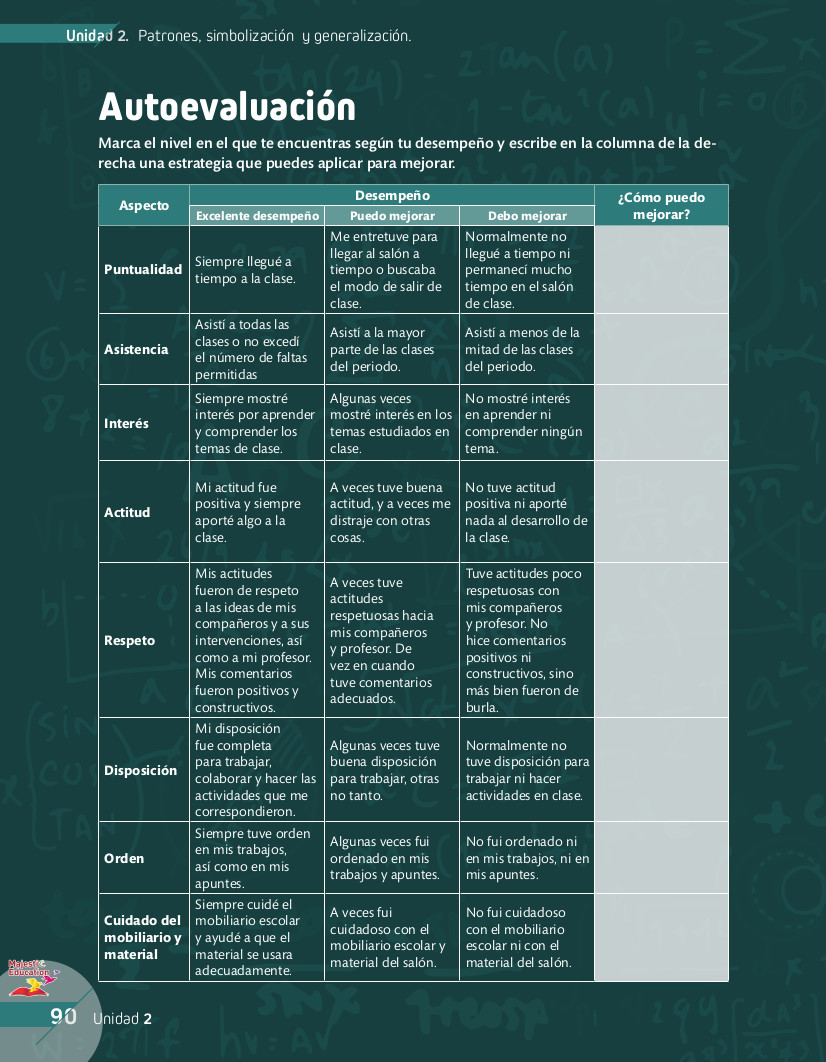 Unidad 2. Patrones, simbolización y generalización.
Autoevaluación
Marca el nivel en el que te encuentras según tu desempeño y escribe en la columna de la de-
recha una estrategia que puedes aplicar para mejorar.
Aspecto
Desempeño
¿Cómo puedo
mejorar?
Excelente desempeño
Puedo mejorar
Debo mejorar
Puntualidad
Siempre llegué a
tiempo a la clase.
Me entretuve para
llegar al salón a
tiempo o buscaba
el modo de salir de
clase.
Normalmente no
llegué a tiempo ni
permanecí mucho
tiempo en el salón
de clase.
Asistencia
Asistí a todas las
clases o no excedí
el número de faltas
permitidas
Asistí a la mayor
parte de las clases
del periodo.
Asistí a menos de la
mitad de las clases
del periodo.
Interés
Siempre mostré
interés por aprender
y comprender los
temas de clase.
Algunas veces
mostré interés en los
temas estudiados en
clase.
No mostré interés
en aprender ni
comprender ningún
tema.
Actitud
Mi actitud fue
positiva y siempre
aporté algo a la
clase.
A veces tuve buena
actitud, y a veces me
distraje con otras
cosas.
No tuve actitud
positiva ni aporté
nada al desarrollo de
la clase.
Respeto
Mis actitudes
fueron de respeto
a las ideas de mis
compañeros y a sus
intervenciones, así
como a mi profesor.
Mis comentarios
fueron positivos y
constructivos.
A veces tuve
actitudes
respetuosas hacia
mis compañeros
y profesor. De
vez en cuando
tuve comentarios
adecuados.
Tuve actitudes poco
respetuosas con
mis compañeros
y profesor. No
hice comentarios
positivos ni
constructivos, sino
más bien fueron de
burla.
Disposición
Mi disposición
fue completa
para trabajar,
colaborar y hacer las
actividades que me
correspondieron.
Algunas veces tuve
buena disposición
para trabajar, otras
no tanto.
Normalmente no
tuve disposición para
trabajar ni hacer
actividades en clase.
Orden
Siempre tuve orden
en mis trabajos,
así como en mis
apuntes.
Algunas veces fui
ordenado en mis
trabajos y apuntes.
No fui ordenado ni
en mis trabajos, ni en
mis apuntes.
Cuidado del
mobiliario y
material
Siempre cuidé el
mobiliario escolar
y ayudé a que el
material se usara
adecuadamente.
A veces fui
cuidadoso con el
mobiliario escolar y
material del salón.
No fui cuidadoso
con el mobiliario
escolar ni con el
material del salón.
Majestic
Education
90 Unidad 2